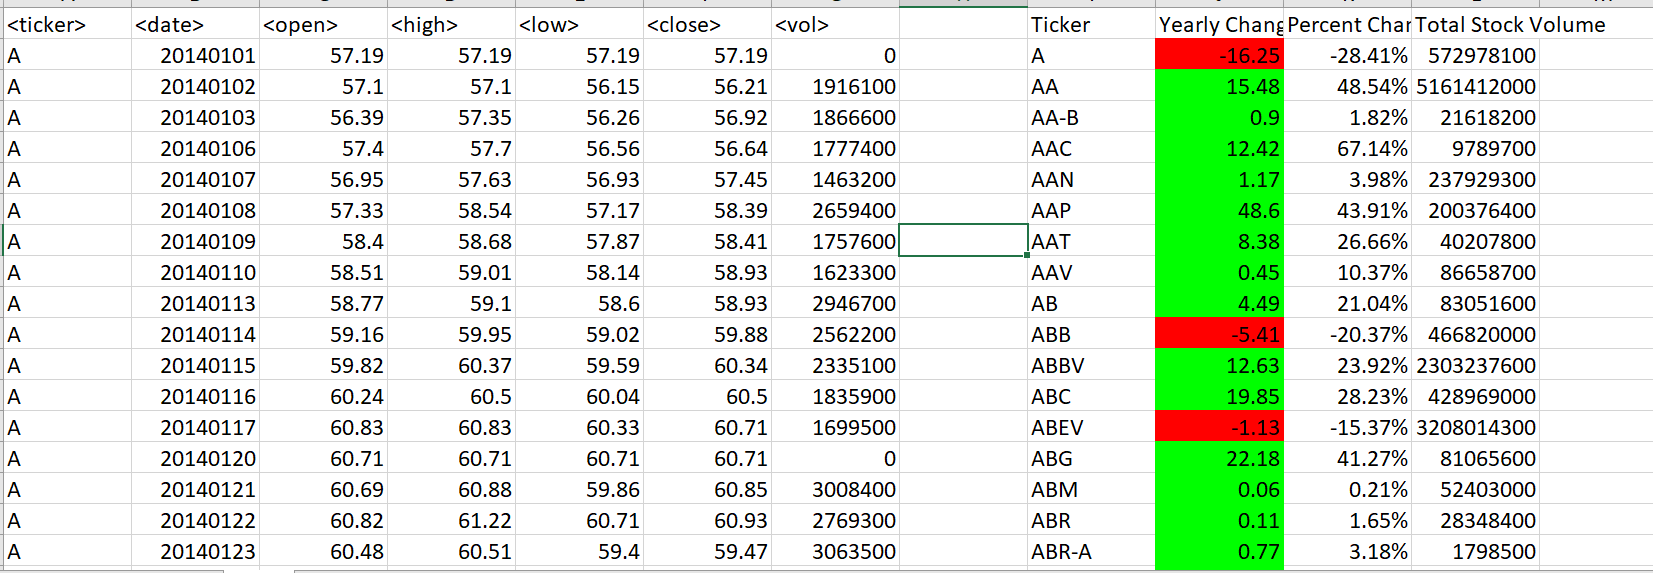 <ticker> <date> <open> <high> <low> <close> <vol> Ticker Yearly Chang Percent Char Total Stock Volume
A 20140101 57.19 57.19 57.19 57.19 0 A -16.25 -28.41% 572978100
A 20140102 57.1 57.1 56.15 56.21 1916100 AA 15.48 48.54% 5161412000
A 20140103 56.39 57.35 56.26 56.92 1866600 AA-B 0.9 1.82% 21618200
A 20140106 57.4 57.7 56.56 56.64 1777400 AAC 12.42 67.14% 9789700
A 20140107 56.95 57.63 56.93 57.45 1463200 AAN 1.17 3.98% 237929300
A 20140108 57.33 58.54 57.17 58.39 2659400 AAP 48.6 43.91% 200376400
A 20140109 58.4 58.68 57.87 58.41 1757600 AAT 8.38 26.66% 40207800
A 20140110 58.51 59.01 58.14 58.93 1623300 AAV 0.45 10.37% 86658700
A 20140113 58.77 59.1 58.6 58.93 2946700 AB 4.49 21.04% 83051600
A 20140114 59.16 59.95 59.02 59.88 2562200 ABB -5.41 -20.37% 466820000
A 20140115 59.82 60.37 59.59 60.34 2335100 ABBV 12.63 23.92% 2303237600
A 20140116 60.24 60.5 60.04 60.5 1835900 ABC 19.85 28.23% 428969000
A 20140117 60.83 60.83 60.33 60.71 1699500 ABEV -1.13 -15.37% 3208014300
A 20140120 60.71 60.71 60.71 60.71 0 ABG 22.18 41.27% 81065600
A 20140121 60.69 60.88 59.86 60.85 3008400 ABM 0.06 0.21% 52403000
A 20140122 60.82 61.22 60.71 60.93 2769300 ABR 0.11 1.65% 28348400
A 20140123 60.48 60.51 59.4 59.47 3063500 ABR-A 0.77 3.18% 1798500